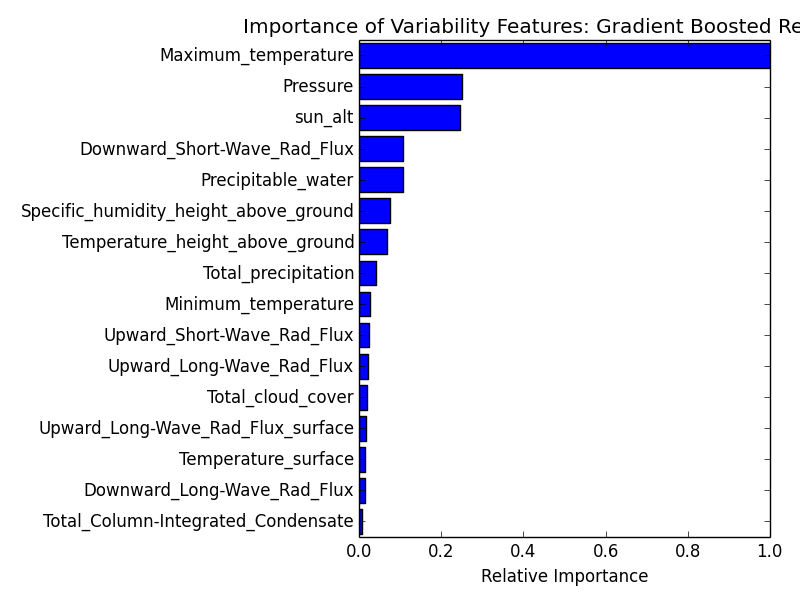 Importance of Variability Features: Gradient Boosted Re
Maximum_temperature
Pressure
sun_alt
Downward_Short-Wave_Rad_Flux
Precipitable_water
Specific_humidity_height_above_ground
Temperature_height_above_ground
Total_precipitation
Minimum_temperature
Upward_Short-Wave_Rad_Flux
Upward_Long-Wave_Rad_Flux
Total_cloud_cover
Upward_Long-Wave_Rad_Flux_surface
Temperature_surface
Downward_Long-Wave_Rad_Flux
Total_Column-Integrated_Condensate
0.0 0.2 0.4 0.6 0.8 1.0
Relative Importance